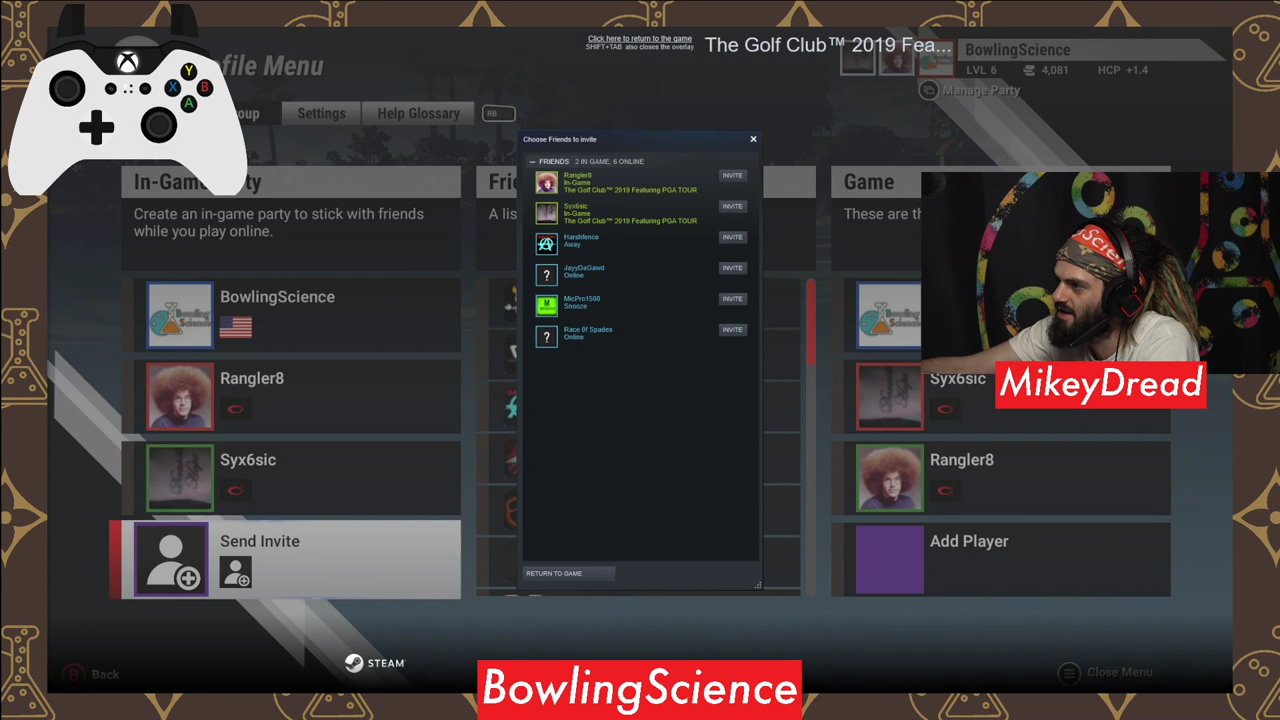 Click here to return to the game
SHIFT+TAB also closes the overlay
The Golf Club™ 2019 Fea...
BowlingScience
LVL 6 4,081 HCP +1.4
Manage Party
ofile Menu
oup
Settings
Help Glossary
RB
X Y B A
In-Game Party
Create an in-game party to stick with friends
while you play online.
BowlingScience
Rangler8
Syx6sic
Send Invite
Frie
A lis
Choose Friends to invite
FRIENDS 2 IN GAME, 6 ONLINE
Rangler8
In-Game
The Golf Club™ 2019 Featuring PGA TOUR
INVITE
Syx6sic
In-Game
The Golf Club™ 2019 Featuring PGA TOUR
INVITE
Harshfence
Away
INVITE
?
JayyDaGawd
Online
INVITE
M
MicPro1500
Snooze
INVITE
?
Race 0f Spades
Online
INVITE
RETURN TO GAME
Game
These are th
Syx6sic
Rangler8
Add Player
MikeyDread
STEAM
B Back
Close Menu
BowlingScience